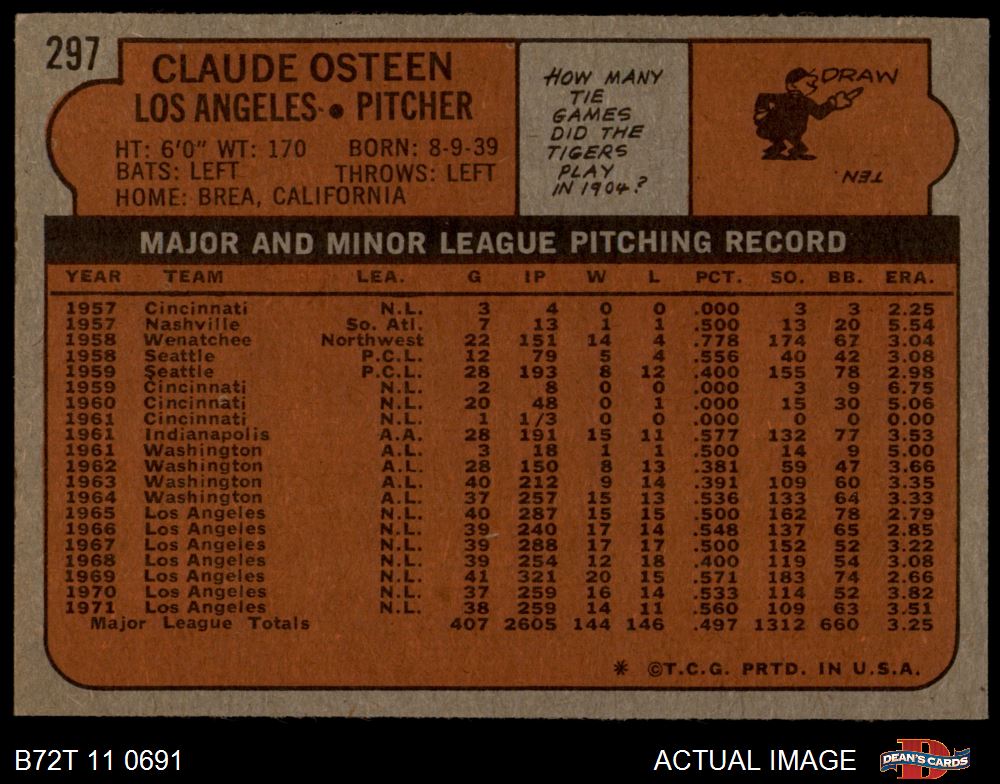 297
CLAUDE OSTEEN
LOS ANGELES • PITCHER
HT: 6'0" WT: 170 BORN: 8-9-39
BATS: LEFT THROWS: LEFT
HOME: BREA, CALIFORNIA
HOW MANY
TIE
GAMES
DID THE
TIGERS
PLAY
IN 1904?
DRAW
TEN
MAJOR AND MINOR LEAGUE PITCHING RECORD
YEAR TEAM LEA. G IP W L PCT. SO. BB. ERA.
1957 Cincinnati N.L. 3 4 0 0 .000 3 3 2.25
1957 Nashville So. Atl. 7 13 1 1 .500 13 20 5.54
1958 Wenatchee Northwest 22 151 14 4 .778 174 67 3.04
1958 Seattle P.C.L. 12 79 5 4 .556 40 42 3.08
1959 Seattle P.C.L. 28 193 8 12 .400 155 78 2.98
1959 Cincinnati N.L. 2 8 0 0 .000 3 9 6.75
1960 Cincinnati N.L. 20 48 0 1 .000 15 30 5.06
1961 Cincinnati N.L. 1 1/3 0 0 .000 0 0 0.00
1961 Indianapolis A.A. 28 191 15 11 .577 132 77 3.53
1961 Washington A.L. 3 18 1 1 .500 14 9 5.00
1962 Washington A.L. 28 150 8 13 .381 59 47 3.66
1963 Washington A.L. 40 212 9 14 .391 109 60 3.35
1964 Washington A.L. 37 257 15 13 .536 133 64 3.33
1965 Los Angeles N.L. 40 287 15 15 .500 162 78 2.79
1966 Los Angeles N.L. 39 240 17 14 .548 137 65 2.85
1967 Los Angeles N.L. 39 288 17 17 .500 152 52 3.22
1968 Los Angeles N.L. 39 254 12 18 .400 119 54 3.08
1969 Los Angeles N.L. 41 321 20 15 .571 183 74 2.66
1970 Los Angeles N.L. 37 259 16 14 .533 114 52 3.82
1971 Los Angeles N.L. 38 259 14 11 .560 109 63 3.51
Major League Totals 407 2605 144 146 .497 1312 660 3.25
* ©T.C.G. PRTD. IN U.S.A.
B72T 11 0691
ACTUAL IMAGE
D
DEAN'S CARDS